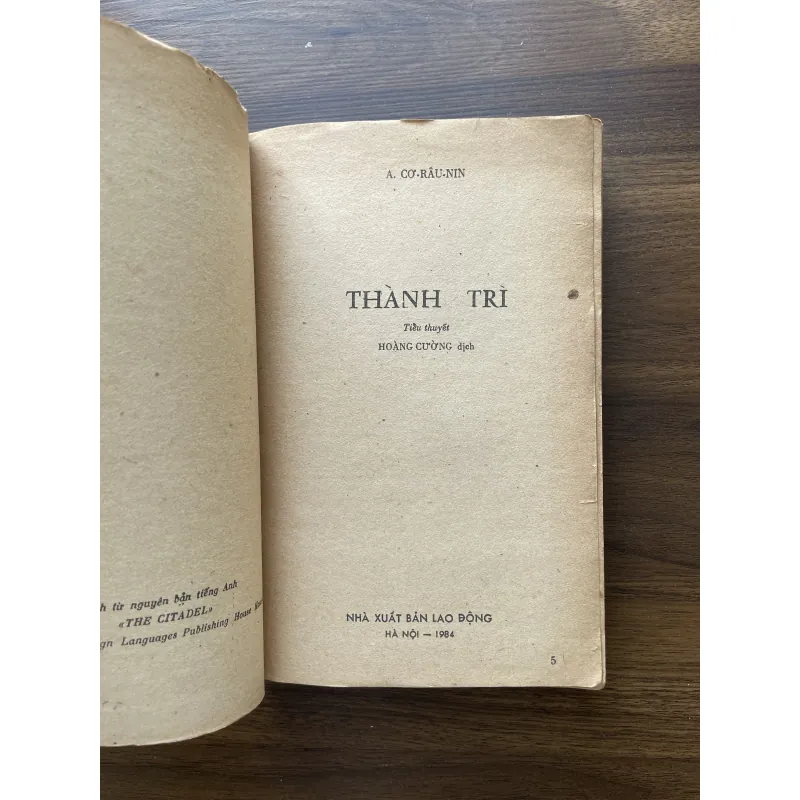 từ nguyên bản tiếng Anh
«THE CITADEL»
Languages Publishing House
A. CƠ-RÂU-NIN
THÀNH TRÌ
Tiểu thuyết
HOÀNG CƯỜNG dịch
NHÀ XUẤT BẢN LAO ĐỘNG
HÀ NỘI — 1984
5